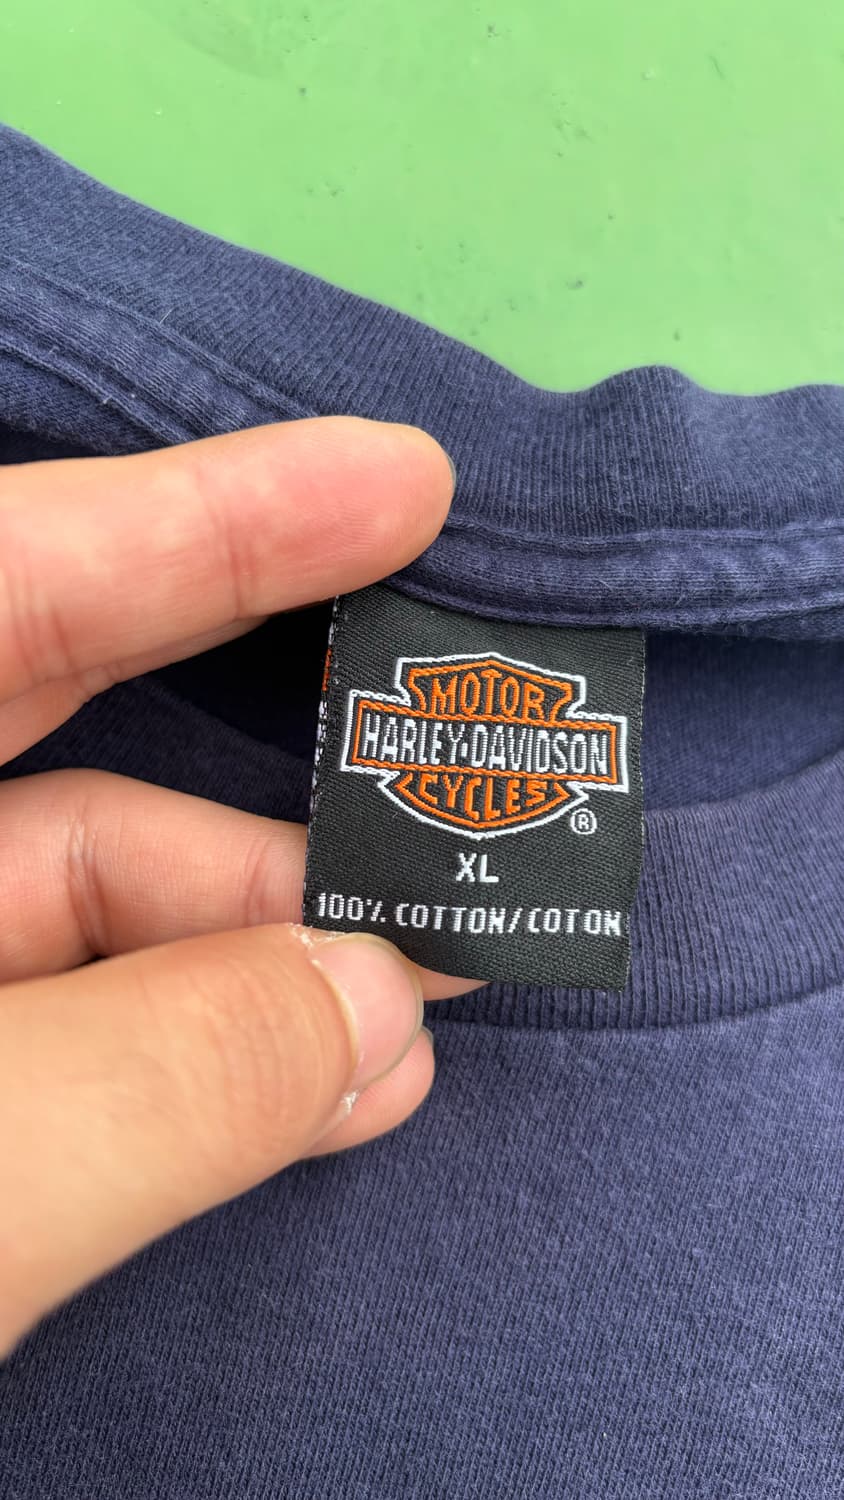 MOTOR
HARLEY-DAVIDSON
CYCLES
®
XL
100% COTTON/COTON